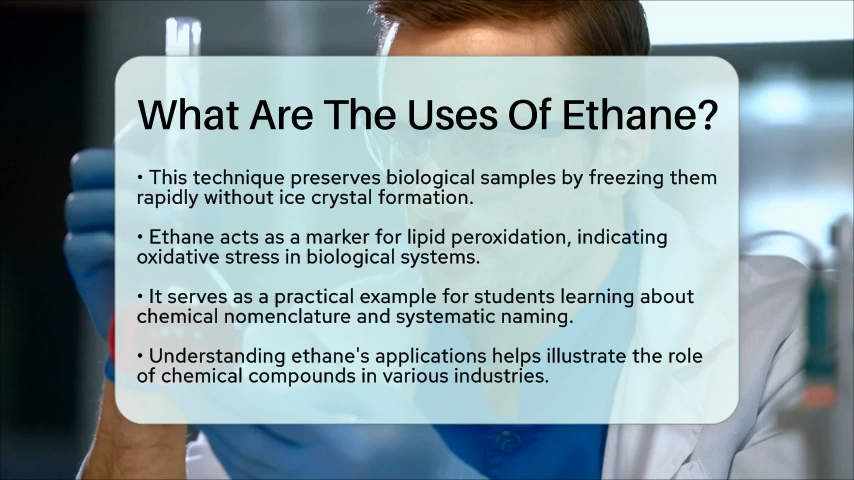 What Are The Uses Of Ethane?
• This technique preserves biological samples by freezing them
rapidly without ice crystal formation.
• Ethane acts as a marker for lipid peroxidation, indicating
oxidative stress in biological systems.
• It serves as a practical example for students learning about
chemical nomenclature and systematic naming.
• Understanding ethane's applications helps illustrate the role
of chemical compounds in various industries.